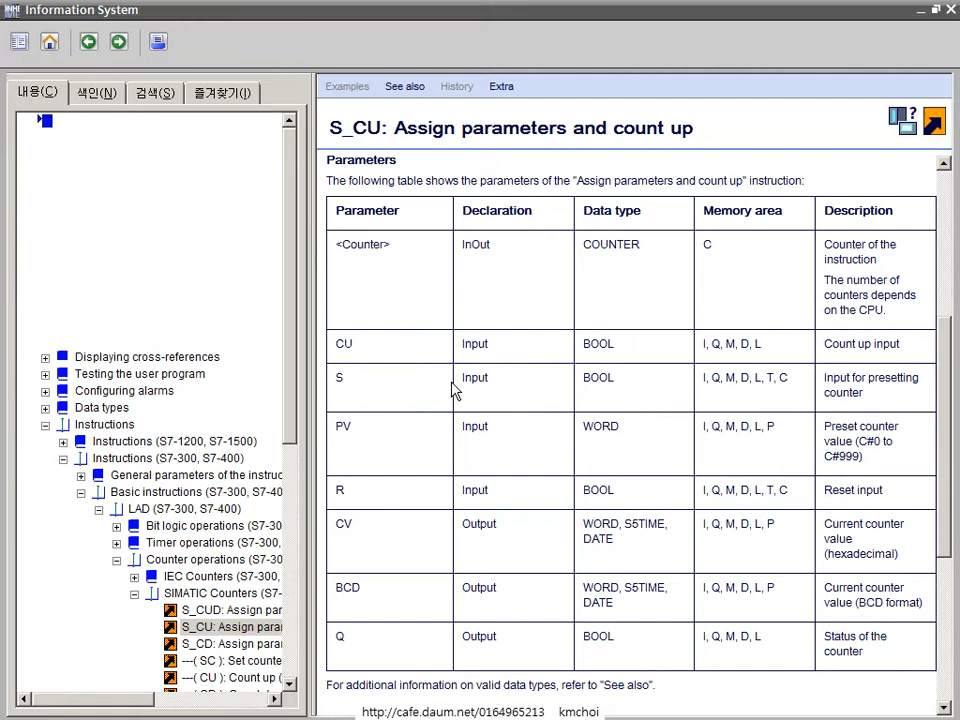 Information System
내용(C) 색인(N) 검색(S) 즐겨찾기(I)
Displaying cross-references
Testing the user program
Configuring alarms
Data types
Instructions
Instructions (S7-1200, S7-1500)
Instructions (S7-300, S7-400)
General parameters of the instruc
Basic instructions (S7-300, S7-40
LAD (S7-300, S7-400)
Bit logic operations (S7-30
Timer operations (S7-300,
Counter operations (S7-30
IEC Counters (S7-300,
SIMATIC Counters (S7-
S_CUD: Assign par
S_CU: Assign parar
S_CD: Assign parar
---( SC ): Set counte
---( CU ): Count up (
Examples See also History Extra
S_CU: Assign parameters and count up
Parameters
The following table shows the parameters of the "Assign parameters and count up" instruction:
Parameter Declaration Data type Memory area Description
<Counter> InOut COUNTER C Counter of the
instruction
The number of
counters depends
on the CPU.
CU Input BOOL I, Q, M, D, L Count up input
S Input BOOL I, Q, M, D, L, T, C Input for presetting
counter
PV Input WORD I, Q, M, D, L, P Preset counter
value (C#0 to
C#999)
R Input BOOL I, Q, M, D, L, T, C Reset input
CV Output WORD, S5TIME, I, Q, M, D, L, P Current counter
DATE value
(hexadecimal)
BCD Output WORD, S5TIME, I, Q, M, D, L, P Current counter
DATE value (BCD format)
Q Output BOOL I, Q, M, D, L Status of the
counter
For additional information on valid data types, refer to "See also".
http://cafe.daum.net/0164965213 kmchoi